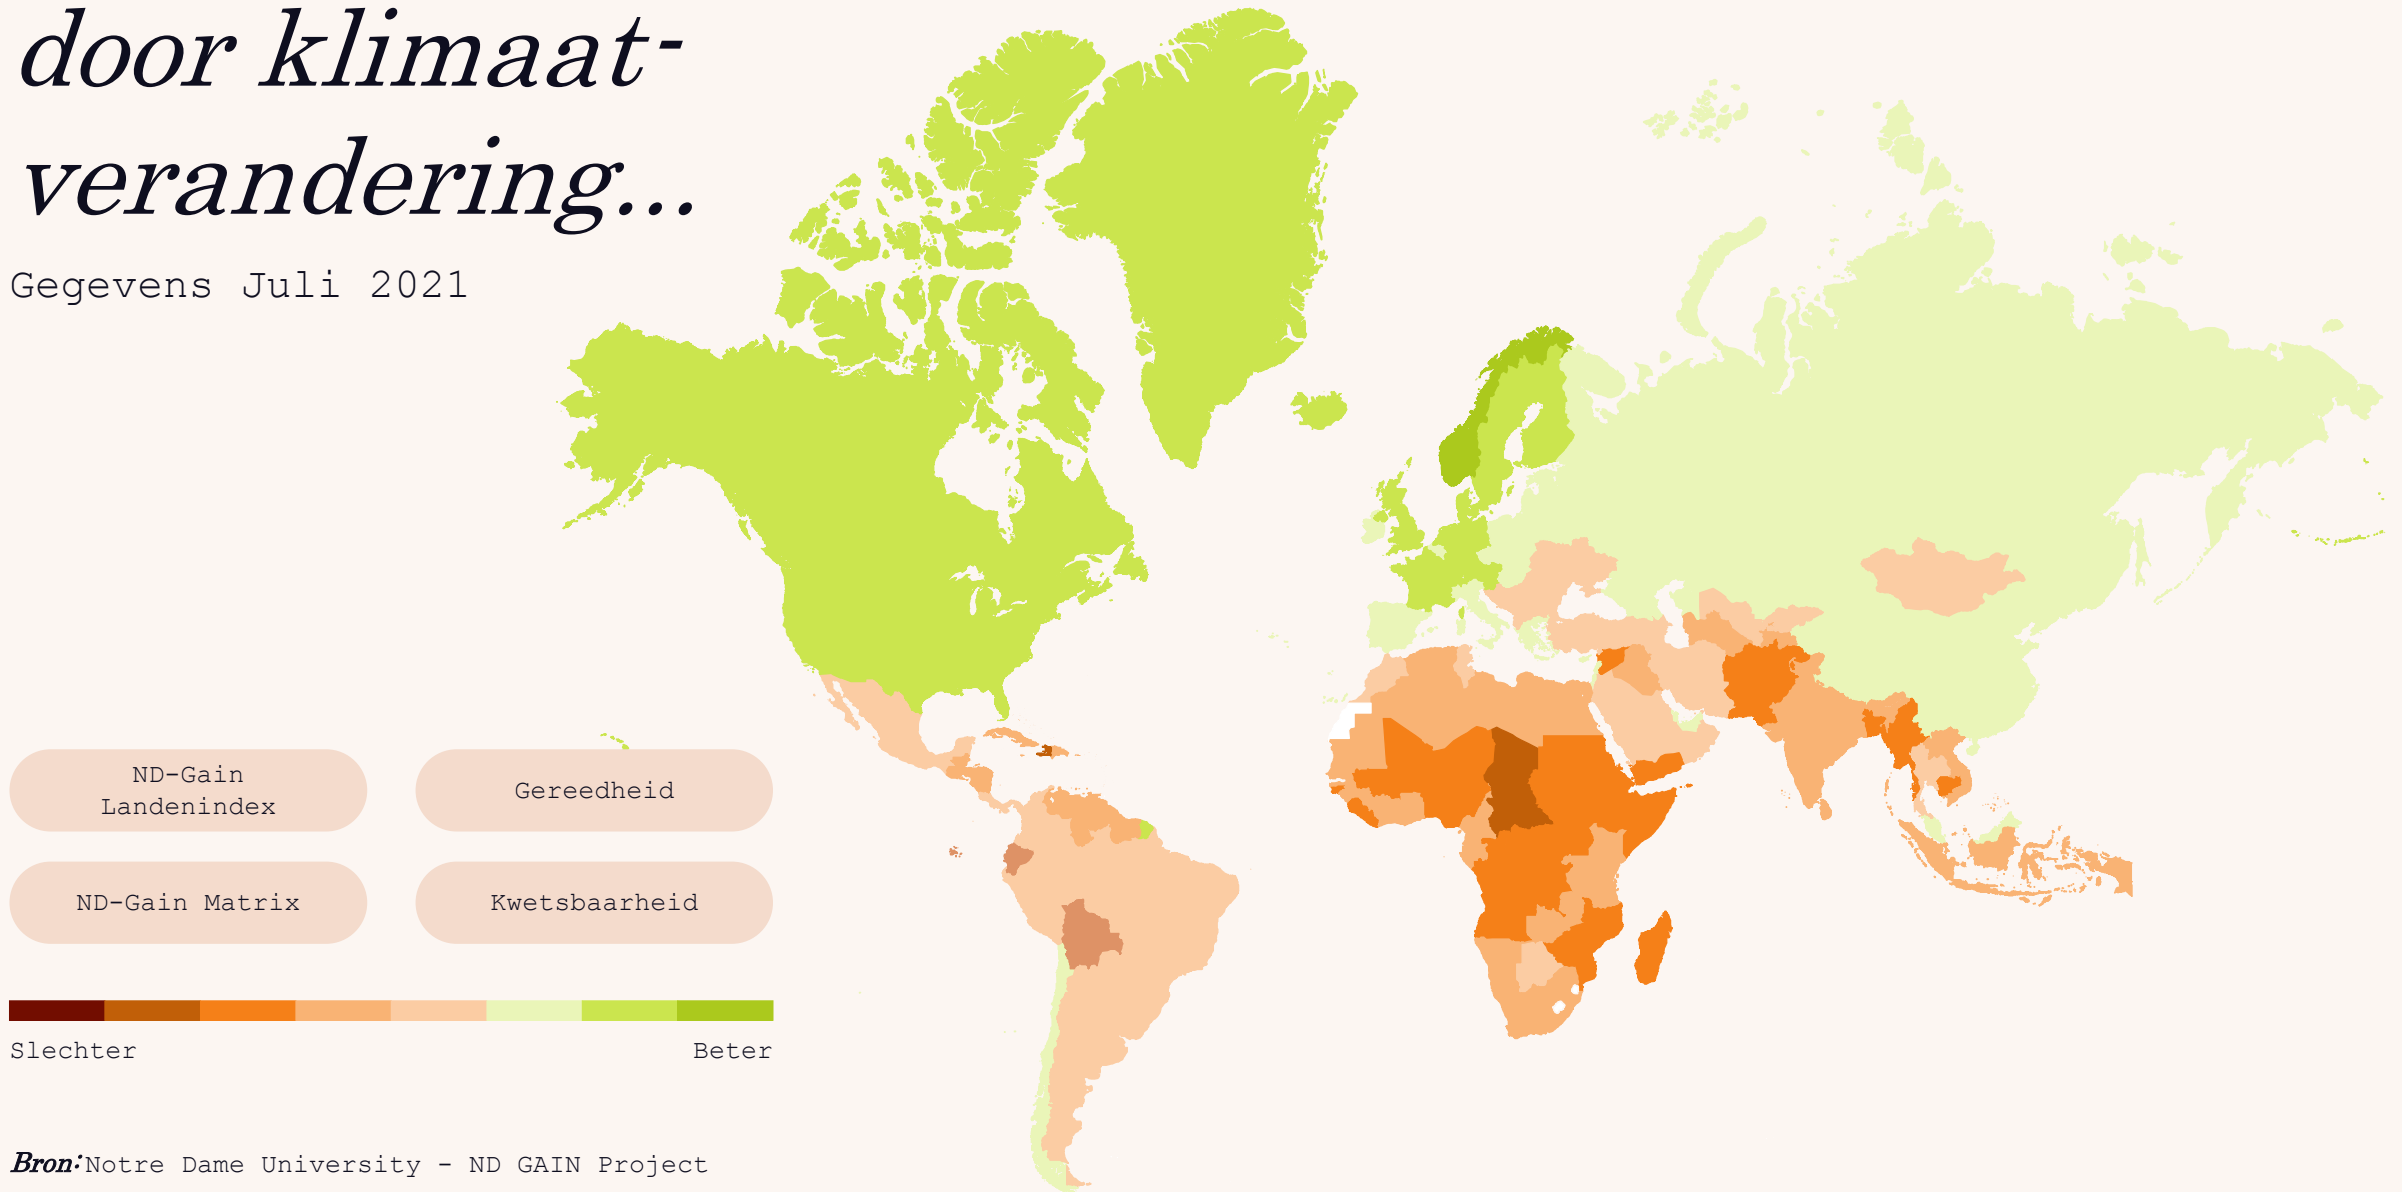 door klimaat-
verandering...
Gegevens Juli 2021
ND-Gain
Landenindex
Gereedheid
ND-Gain Matrix
Kwetsbaarheid
Slechter
Beter
Bron: Notre Dame University - ND GAIN Project